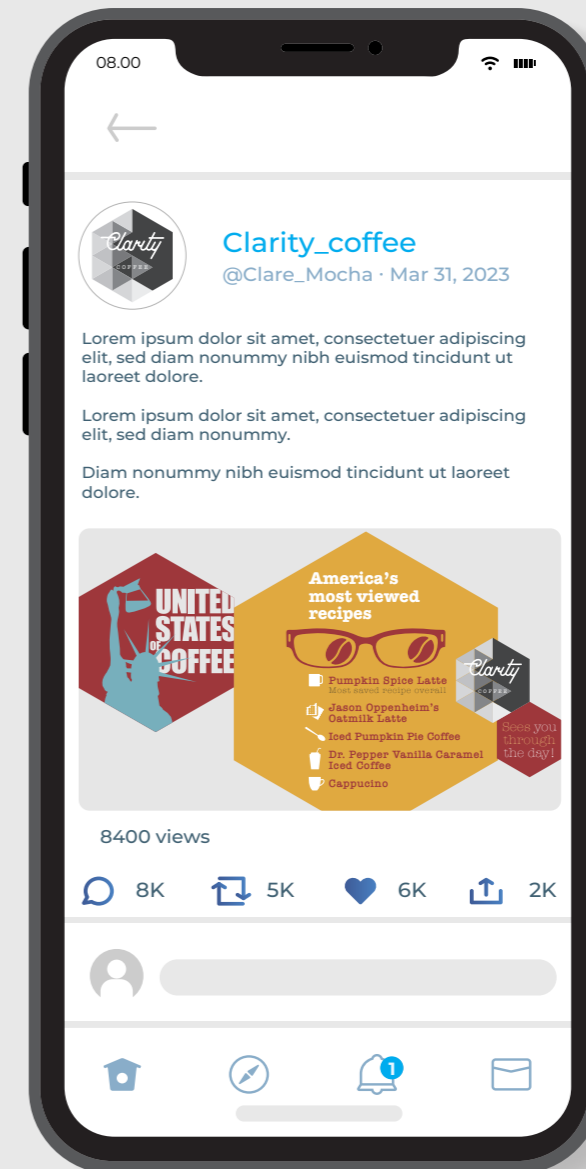 08.00
Clarity
COFFEE
Clarity_coffee
@Clare_Mocha · Mar 31, 2023
Lorem ipsum dolor sit amet, consectetuer adipiscing
elit, sed diam nonummy nibh euismod tincidunt ut
laoreet dolore.
Lorem ipsum dolor sit amet, consectetuer adipiscing
elit, sed diam nonummy.
Diam nonummy nibh euismod tincidunt ut laoreet
dolore.
UNITED
STATES
OF
COFFEE
America's
most viewed
recipes
Pumpkin Spice Latte
Most saved recipe overall
Jason Oppenheim's
Oatmilk Latte
Iced Pumpkin Pie Coffee
Dr. Pepper Vanilla Caramel
Iced Coffee
Cappucino
Clarity
COFFEE
Sees you
through
the day!
8400 views
8K
5K
6K
2K
1